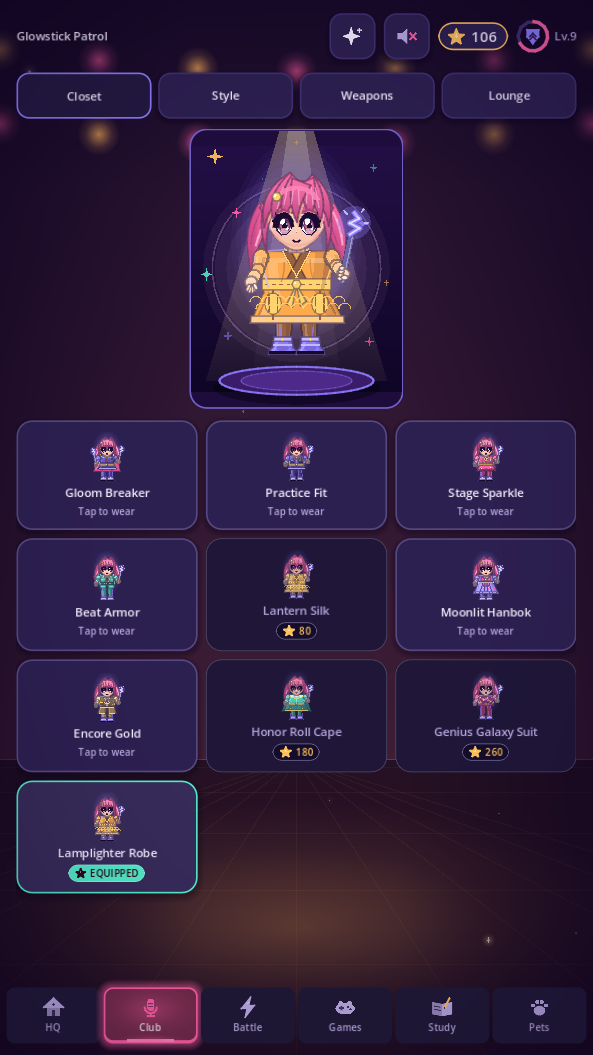 Glowstick Patrol
106
Lv.9
Closet
Style
Weapons
Lounge
Gloom Breaker
Tap to wear
Practice Fit
Tap to wear
Stage Sparkle
Tap to wear
Beat Armor
Tap to wear
Lantern Silk
80
Moonlit Hanbok
Tap to wear
Encore Gold
Tap to wear
Honor Roll Cape
180
Genius Galaxy Suit
260
Lamplighter Robe
EQUIPPED
HQ
Club
Battle
Games
Study
Pets